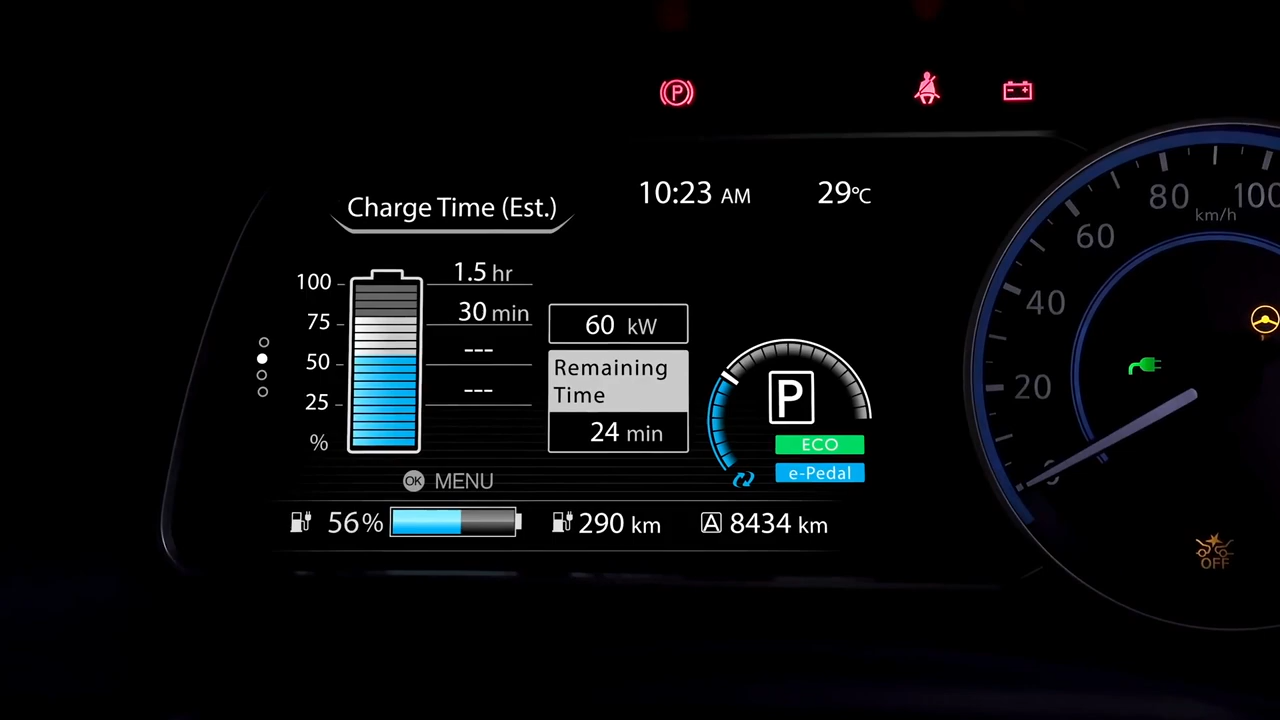 P
10:23 AM
29°C
Charge Time (Est.)
80
100
km/h
60
40
20
0
100
75
50
25
%
1.5 hr
30 min
---
---
60 kW
Remaining
Time
24 min
P
ECO
e-Pedal
OK MENU
56%
290 km
A 8434 km
OFF